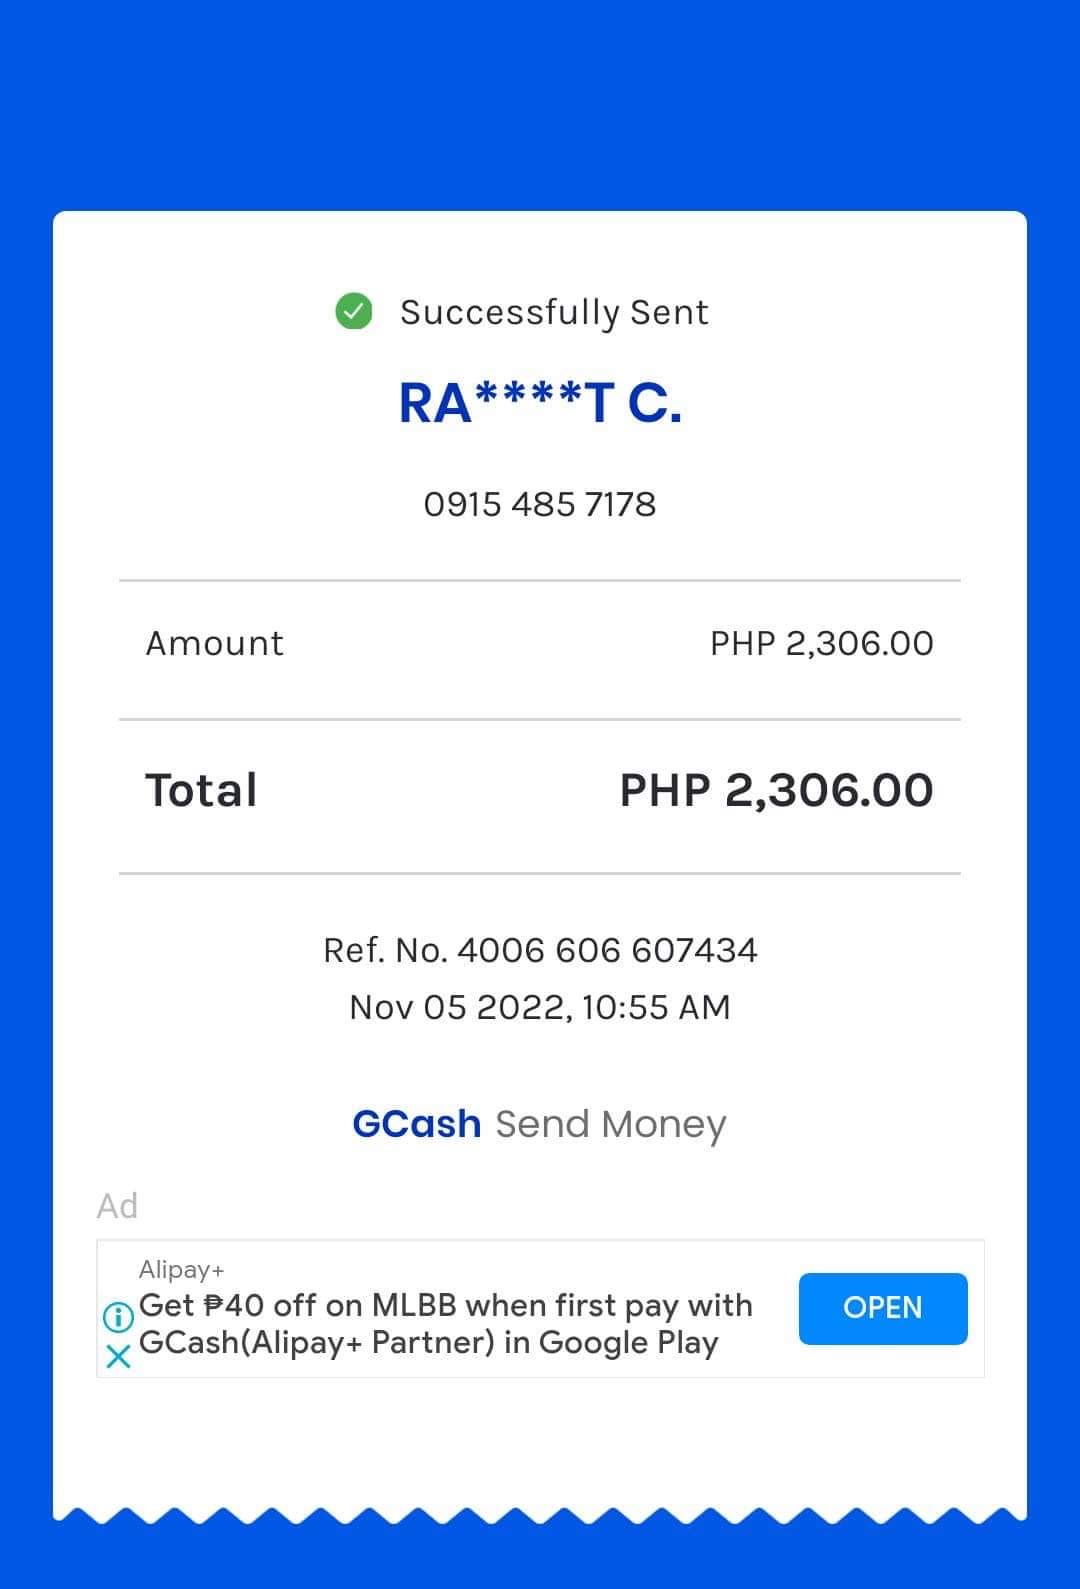 Successfully Sent
RA****T C.
0915 485 7178
Amount PHP 2,306.00
Total PHP 2,306.00
Ref. No. 4006 606 607434
Nov 05 2022, 10:55 AM
GCash Send Money
Ad
Alipay+
Get ₱40 off on MLBB when first pay with
GCash(Alipay+ Partner) in Google Play
OPEN